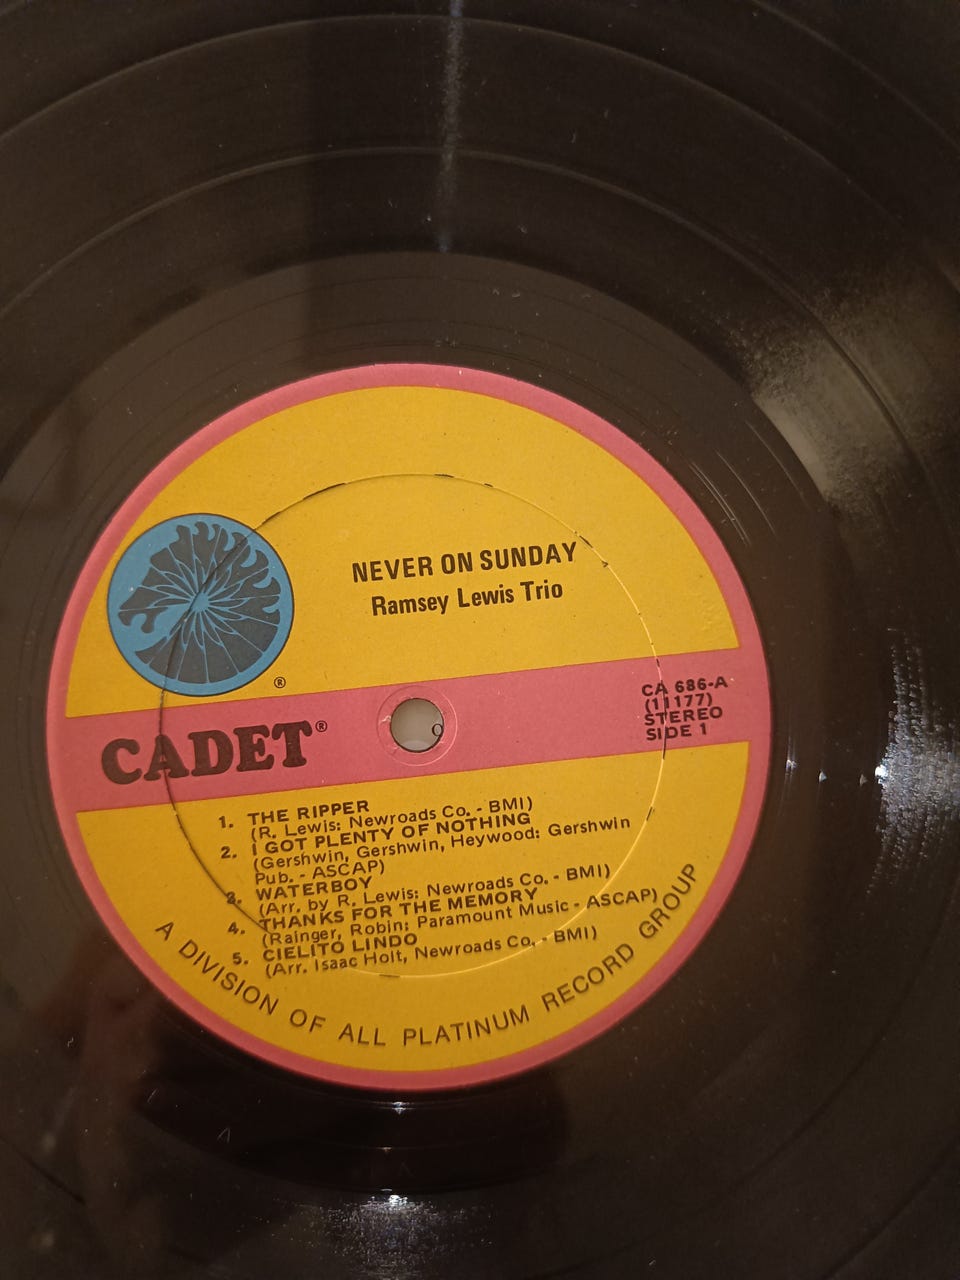 NEVER ON SUNDAY
Ramsey Lewis Trio
®
CADET®
CA 686-A
(11177)
STEREO
SIDE 1
1. THE RIPPER
(R. Lewis; Newroads Co. - BMI)
2. I GOT PLENTY OF NOTHING
(Gershwin, Gershwin, Heywood: Gershwin
Pub. - ASCAP)
3. WATERBOY
(Arr. by R. Lewis: Newroads Co. - BMI)
4. THANKS FOR THE MEMORY
(Rainger, Robin; Paramount Music - ASCAP)
5. CIELITO LINDO
(Arr. Isaac Holt, Newroads Co. - BMI)
A DIVISION OF ALL PLATINUM RECORD GROUP